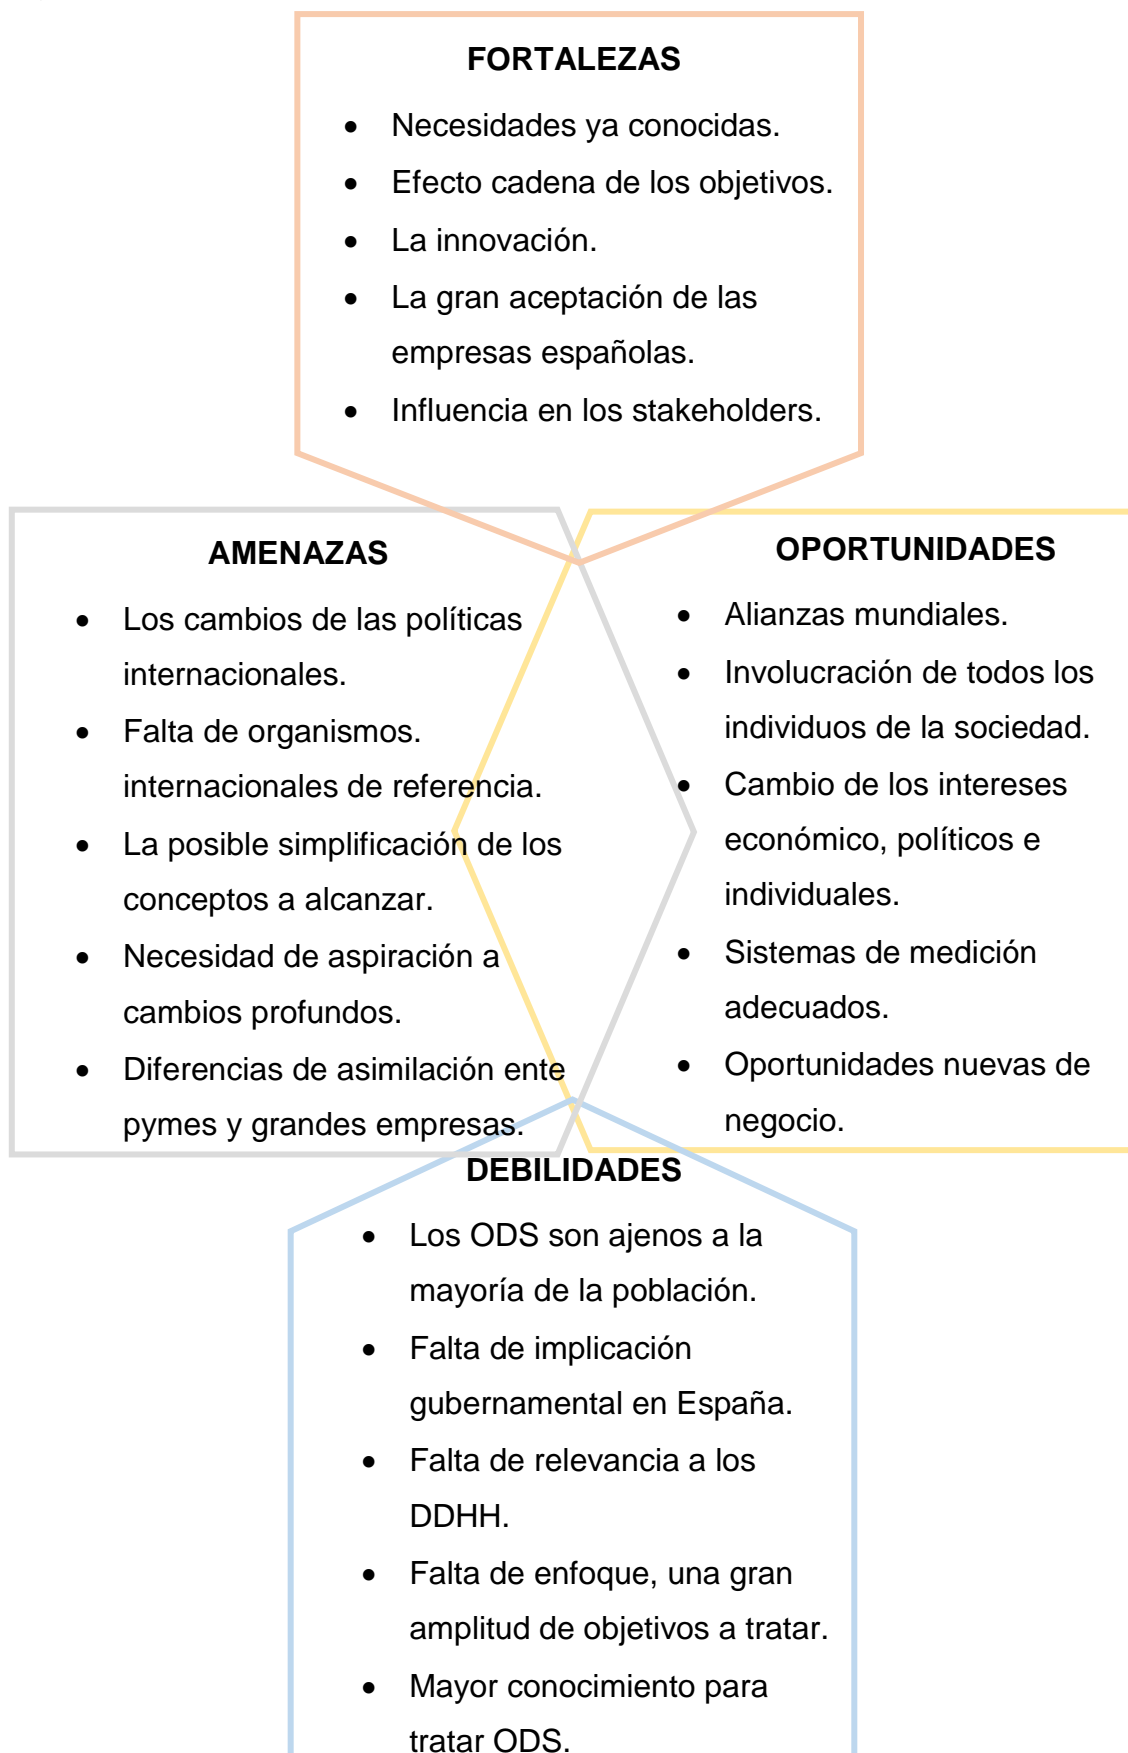 FORTALEZAS
• Necesidades ya conocidas.
• Efecto cadena de los objetivos.
• La innovación.
• La gran aceptación de las
empresas españolas.
• Influencia en los stakeholders.
AMENAZAS
• Los cambios de las políticas
internacionales.
• Falta de organismos.
internacionales de referencia.
• La posible simplificación de los
conceptos a alcanzar.
• Necesidad de aspiración a
cambios profundos.
• Diferencias de asimilación ente
pymes y grandes empresas.
OPORTUNIDADES
• Alianzas mundiales.
• Involucración de todos los
individuos de la sociedad.
• Cambio de los intereses
económico, políticos e
individuales.
• Sistemas de medición
adecuados.
• Oportunidades nuevas de
negocio.
DEBILIDADES
• Los ODS son ajenos a la
mayoría de la población.
• Falta de implicación
gubernamental en España.
• Falta de relevancia a los
DDHH.
• Falta de enfoque, una gran
amplitud de objetivos a tratar.
• Mayor conocimiento para
tratar ODS.